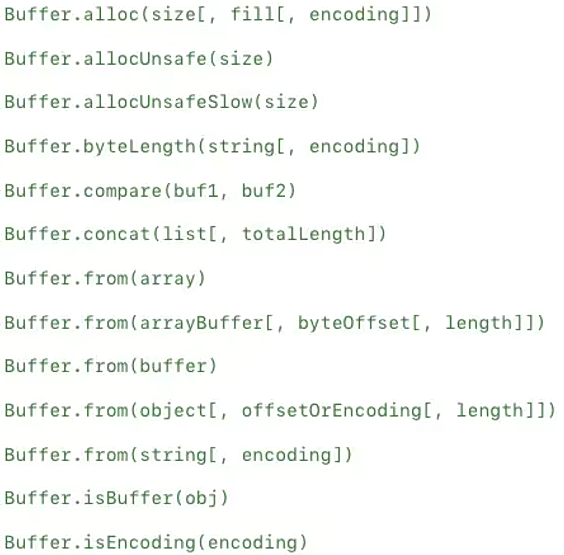 Buffer.alloc(size[, fill[, encoding]])
Buffer.allocUnsafe(size)
Buffer.allocUnsafeSlow(size)
Buffer.byteLength(string[, encoding])
Buffer.compare(buf1, buf2)
Buffer.concat(list[, totalLength])
Buffer.from(array)
Buffer.from(arrayBuffer[, byteOffset[, length]])
Buffer.from(buffer)
Buffer.from(object[, offsetOrEncoding[, length]])
Buffer.from(string[, encoding])
Buffer.isBuffer(obj)
Buffer.isEncoding(encoding)